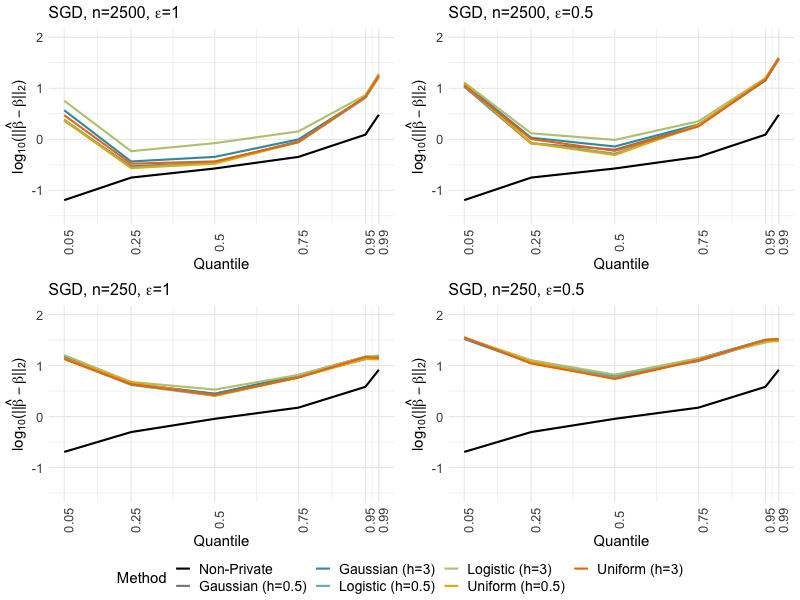 SGD, n=2500, ε=1
2
1
0
-1
log₁₀(||β̂ − β||₂)
0.05
0.25
0.5
0.75
0.95
0.99
Quantile
SGD, n=2500, ε=0.5
2
1
0
-1
log₁₀(||β̂ − β||₂)
0.05
0.25
0.5
0.75
0.95
0.99
Quantile
SGD, n=250, ε=1
2
1
0
-1
log₁₀(||β̂ − β||₂)
0.05
0.25
0.5
0.75
0.95
0.99
Quantile
SGD, n=250, ε=0.5
2
1
0
-1
log₁₀(||β̂ − β||₂)
0.05
0.25
0.5
0.75
0.95
0.99
Quantile
Method
Non-Private
Gaussian (h=3)
Logistic (h=3)
Uniform (h=3)
Gaussian (h=0.5)
Logistic (h=0.5)
Uniform (h=0.5)